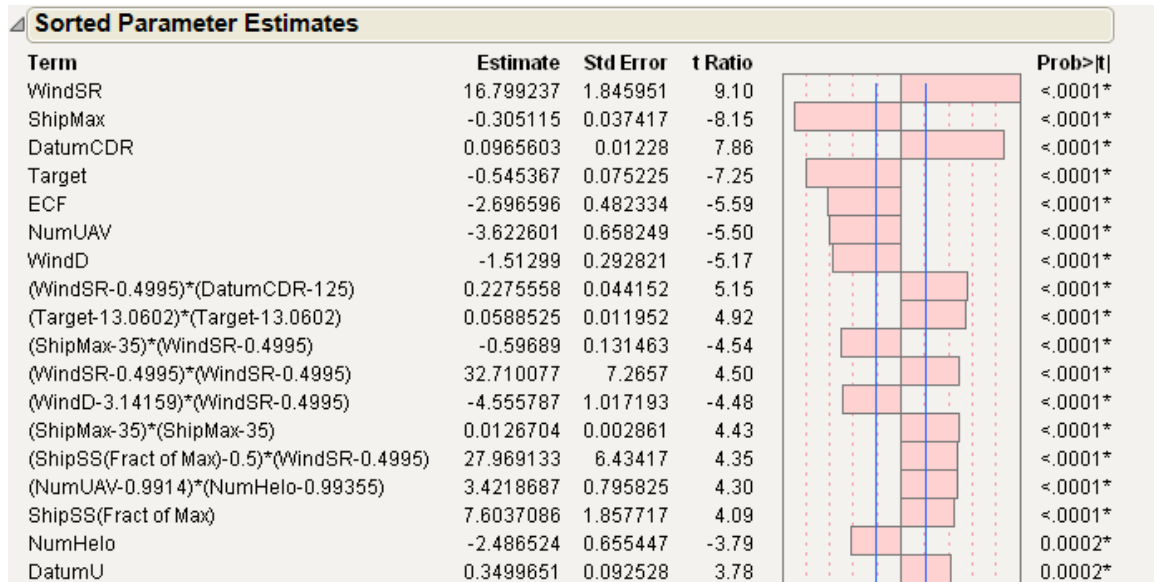 Sorted Parameter Estimates
Term Estimate Std Error t Ratio Prob>|t|
WindSR 16.799237 1.845951 9.10 <.0001*
ShipMax -0.305115 0.037417 -8.15 <.0001*
DatumCDR 0.0965603 0.01228 7.86 <.0001*
Target -0.545367 0.075225 -7.25 <.0001*
ECF -2.696596 0.482334 -5.59 <.0001*
NumUAV -3.622601 0.658249 -5.50 <.0001*
WindD -1.51299 0.292821 -5.17 <.0001*
(WindSR-0.4995)*(DatumCDR-125) 0.2275558 0.044152 5.15 <.0001*
(Target-13.0602)*(Target-13.0602) 0.0588525 0.011952 4.92 <.0001*
(ShipMax-35)*(WindSR-0.4995) -0.59689 0.131463 -4.54 <.0001*
(WindSR-0.4995)*(WindSR-0.4995) 32.710077 7.2657 4.50 <.0001*
(WindD-3.14159)*(WindSR-0.4995) -4.555787 1.017193 -4.48 <.0001*
(ShipMax-35)*(ShipMax-35) 0.0126704 0.002861 4.43 <.0001*
(ShipSS(Fract of Max)-0.5)*(WindSR-0.4995) 27.969133 6.43417 4.35 <.0001*
(NumUAV-0.9914)*(NumHelo-0.99355) 3.4218687 0.795825 4.30 <.0001*
ShipSS(Fract of Max) 7.6037086 1.857717 4.09 <.0001*
NumHelo -2.486524 0.655447 -3.79 0.0002*
DatumU 0.3499651 0.092528 3.78 0.0002*